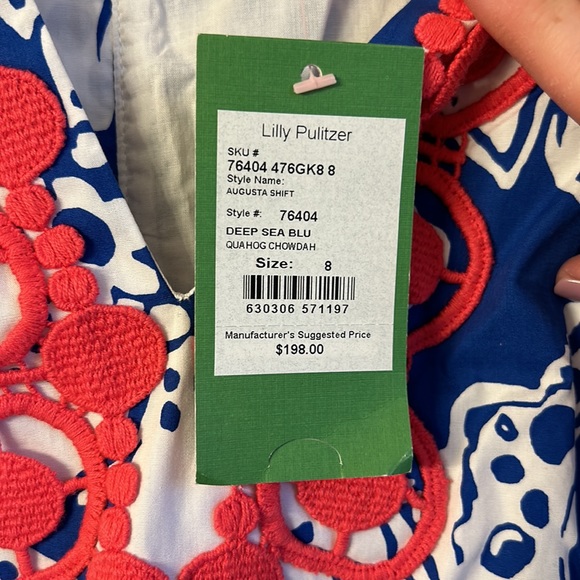 Lilly Pulitzer
SKU #
76404 476GK8 8
Style Name:
AUGUSTA SHIFT
Style #: 76404
DEEP SEA BLU
QUAHOG CHOWDAH
Size: 8
630306 571197
Manufacturer's Suggested Price
$198.00